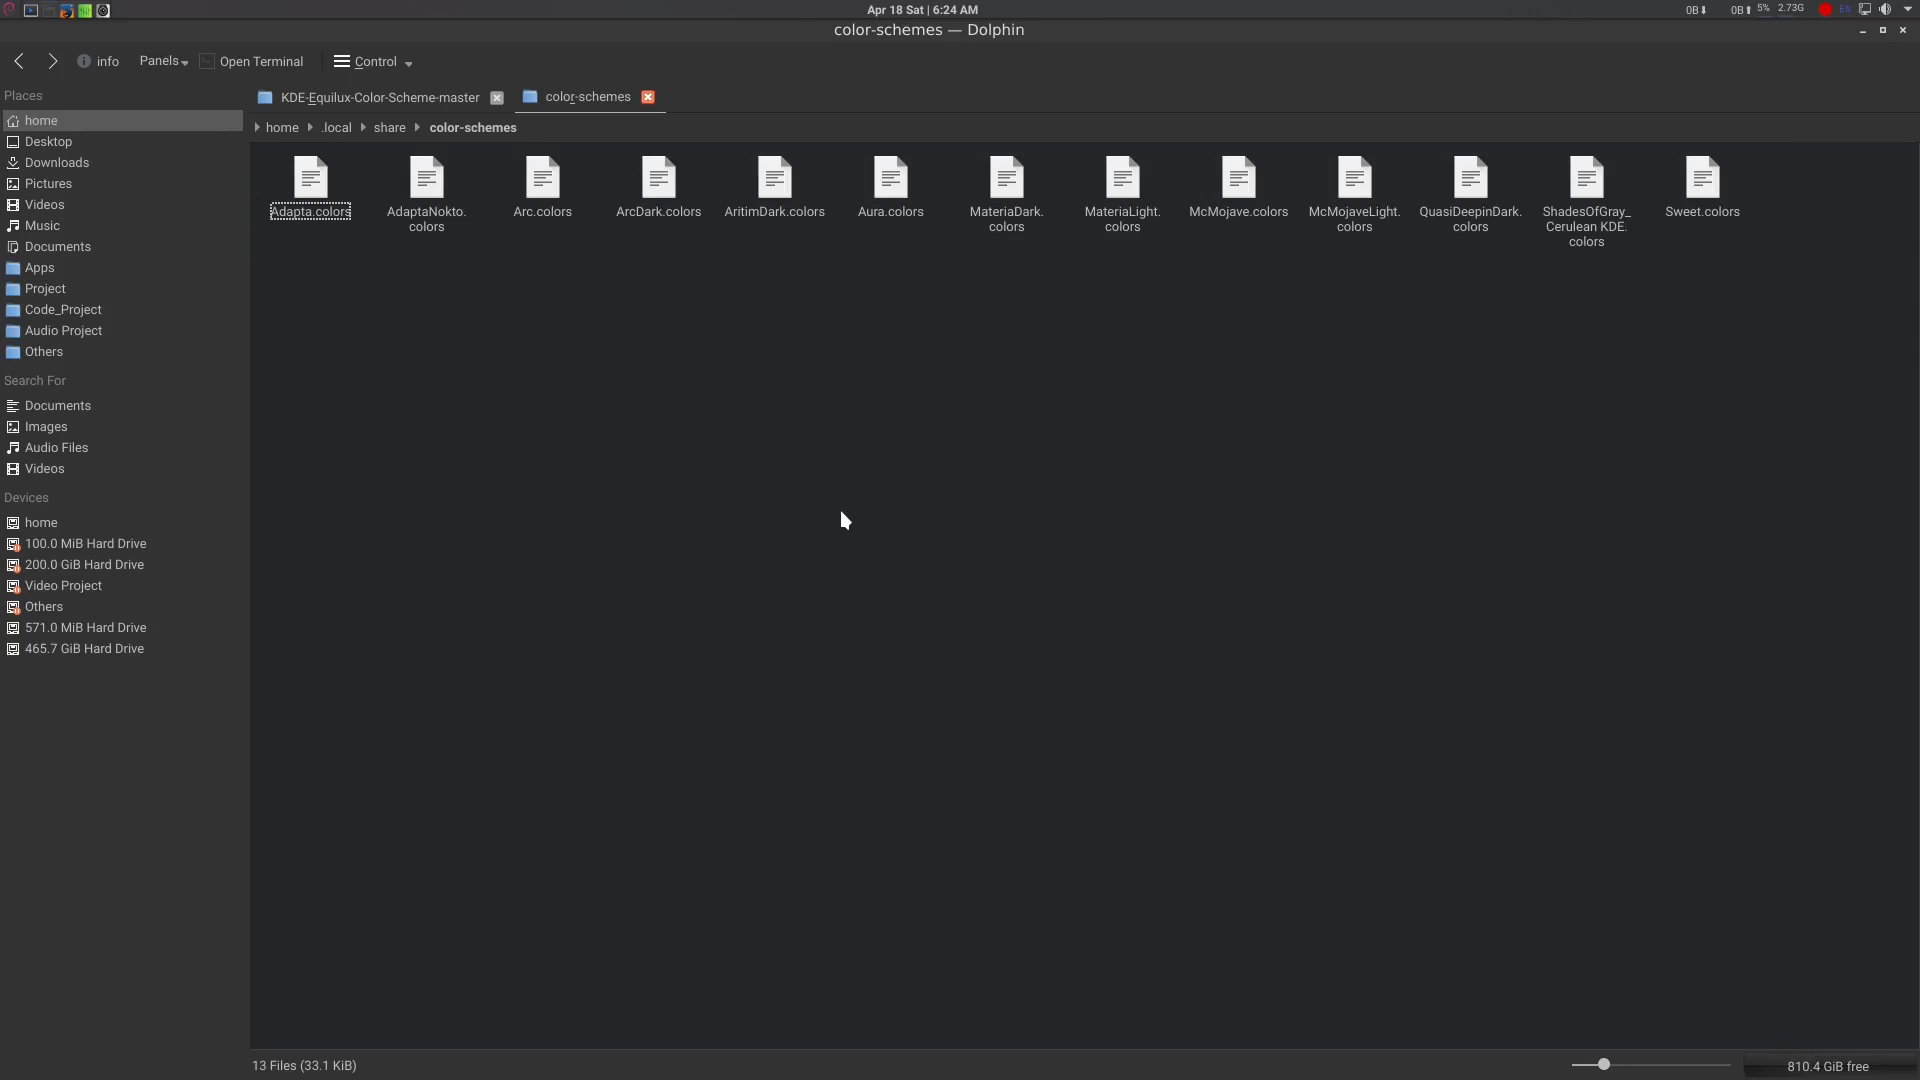 Apr 18 Sat | 6:24 AM
0B⬇ 0B⬆ 5% 2.73G EN
color-schemes — Dolphin
info Panels Open Terminal Control
Places
home
Desktop
Downloads
Pictures
Videos
Music
Documents
Apps
Project
Code_Project
Audio Project
Others
Search For
Documents
Images
Audio Files
Videos
Devices
home
100.0 MiB Hard Drive
200.0 GiB Hard Drive
Video Project
Others
571.0 MiB Hard Drive
465.7 GiB Hard Drive
KDE-Equilux-Color-Scheme-master color-schemes
home .local share color-schemes
Adapta.colors
AdaptaNokto.
colors
Arc.colors
ArcDark.colors
AritimDark.colors
Aura.colors
MateriaDark.
colors
MateriaLight.
colors
McMojave.colors
McMojaveLight.
colors
QuasiDeepinDark.
colors
ShadesOfGray_
Cerulean KDE.
colors
Sweet.colors
13 Files (33.1 KiB)
810.4 GiB free